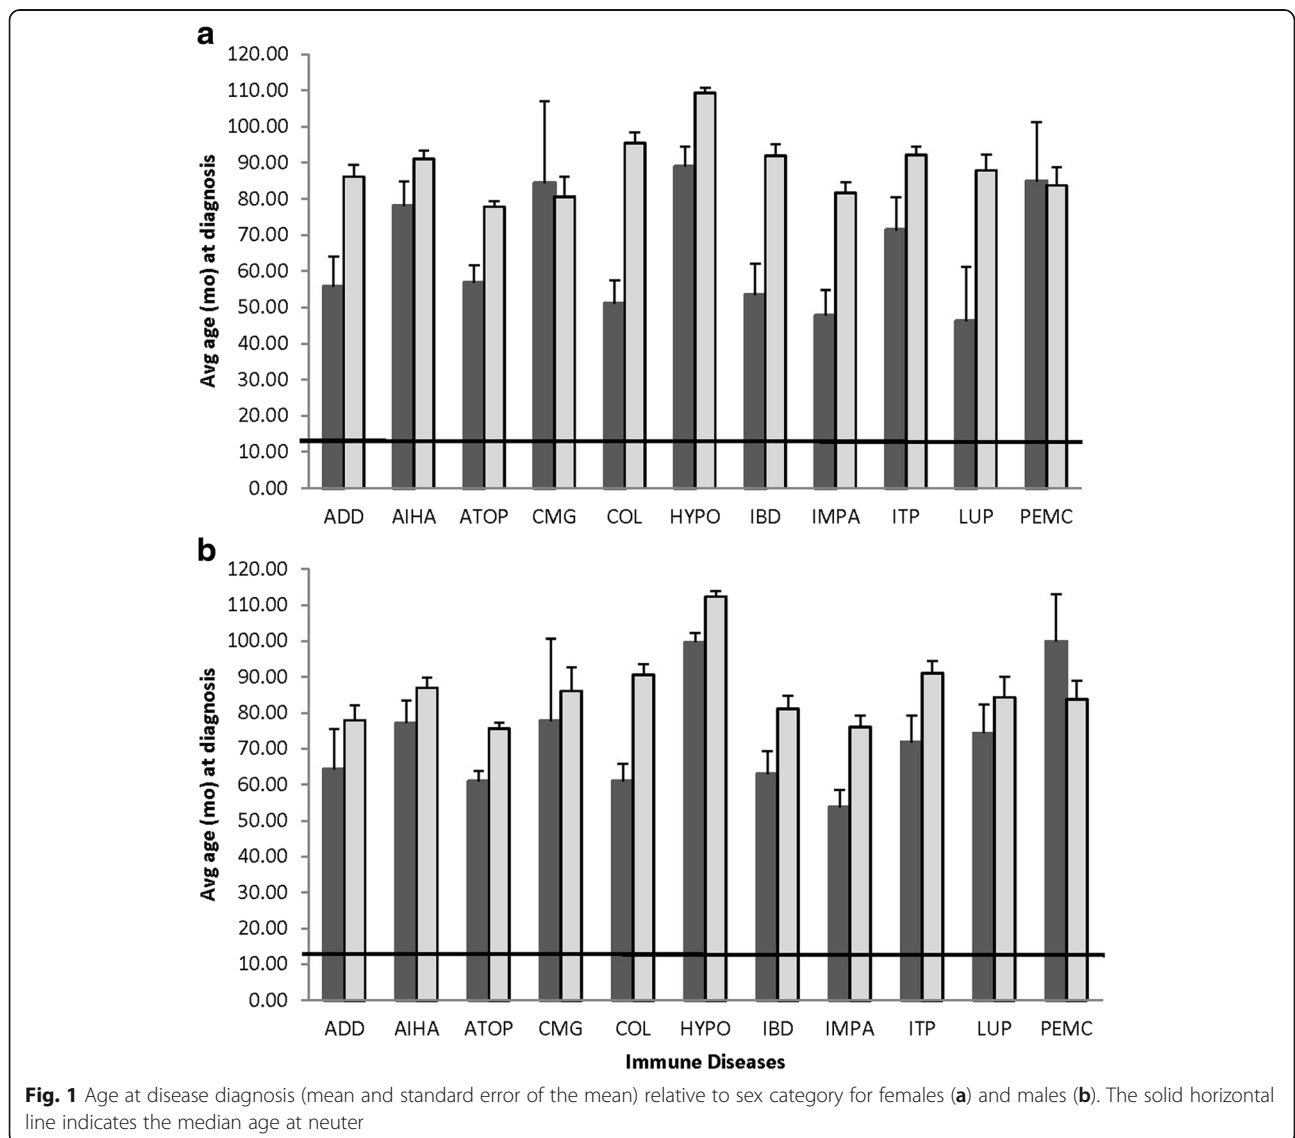 a
120.00
110.00
100.00
90.00
80.00
70.00
60.00
50.00
40.00
30.00
20.00
10.00
0.00
Avg age (mo) at diagnosis
ADD AIHA ATOP CMG COL HYPO IBD IMPA ITP LUP PEMC
b
120.00
110.00
100.00
90.00
80.00
70.00
60.00
50.00
40.00
30.00
20.00
10.00
0.00
Avg age (mo) at diagnosis
ADD AIHA ATOP CMG COL HYPO IBD IMPA ITP LUP PEMC
Immune Diseases
Fig. 1 Age at disease diagnosis (mean and standard error of the mean) relative to sex category for females (a) and males (b). The solid horizontal
line indicates the median age at neuter